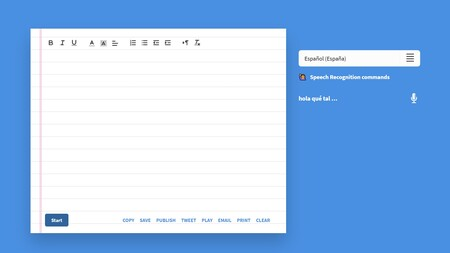 B I U A A
Español (España)
Speech Recognition commands
hola qué tal ...
Start COPY SAVE PUBLISH TWEET PLAY EMAIL PRINT CLEAR